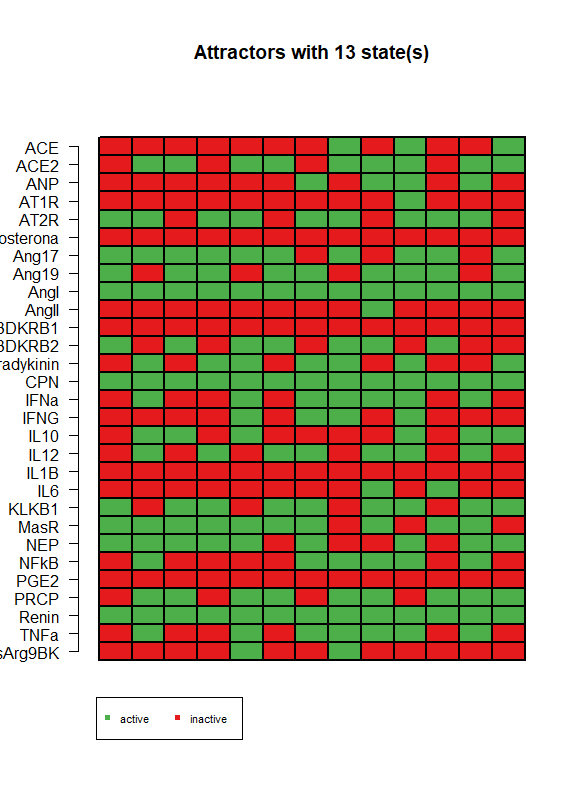 Attractors with 13 state(s)
ACE
ACE2
ANP
AT1R
AT2R
osterona
Ang17
Ang19
AngI
AngII
BDKRB1
BDKRB2
radykinin
CPN
IFNa
IFNG
IL10
IL12
IL1B
IL6
KLKB1
MasR
NEP
NFkB
PGE2
PRCP
Renin
TNFa
sArg9BK
active inactive